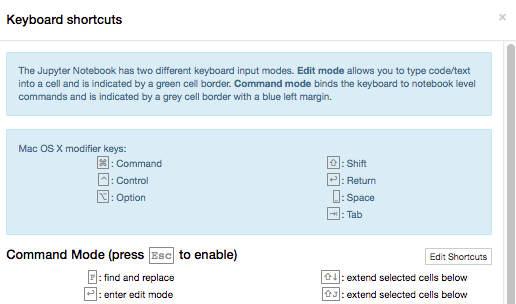 Keyboard shortcuts ×
The Jupyter Notebook has two different keyboard input modes. Edit mode allows you to type code/text
into a cell and is indicated by a green cell border. Command mode binds the keyboard to notebook level
commands and is indicated by a grey cell border with a blue left margin.
Mac OS X modifier keys:
⌘ : Command ⇧ : Shift
^ : Control ↩ : Return
⌥ : Option ␣ : Space
⇥ : Tab
Command Mode (press Esc to enable) Edit Shortcuts
F : find and replace ⇧↓ : extend selected cells below
↩ : enter edit mode ⇧J : extend selected cells below